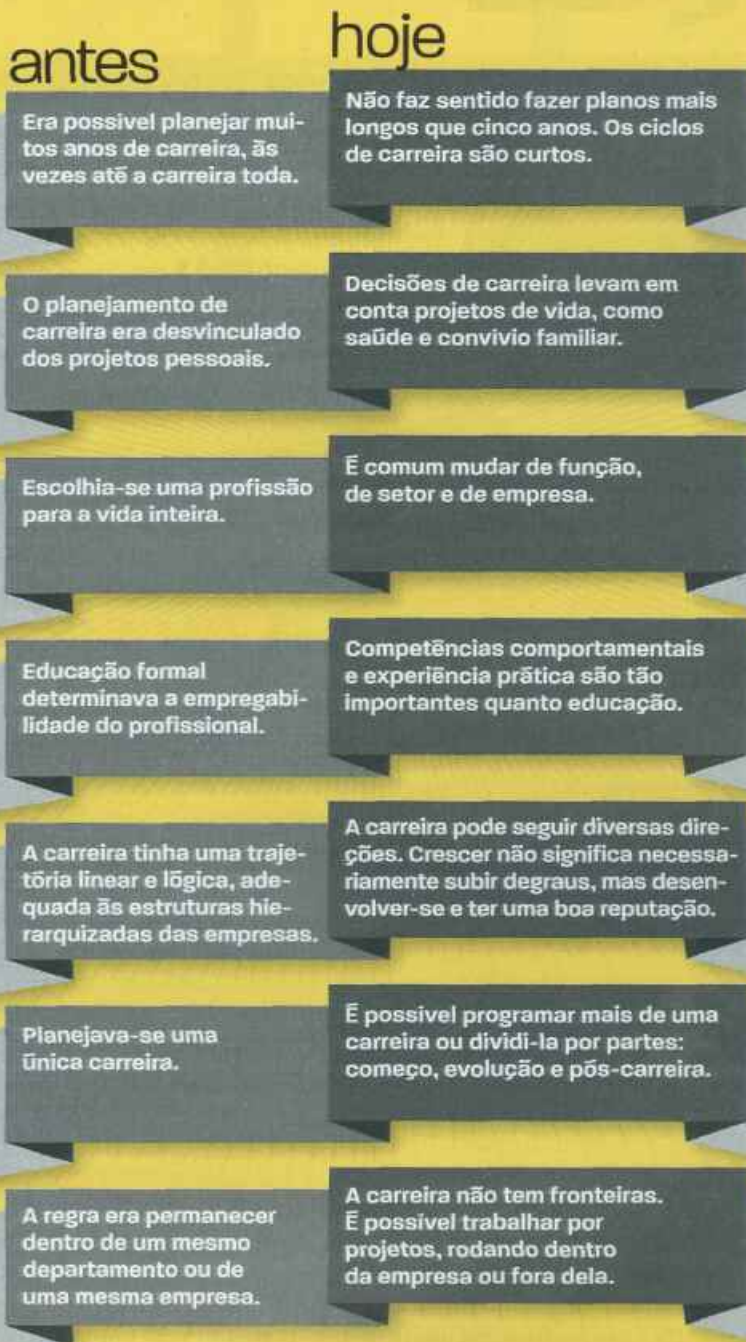 antes
hoje
Era possível planejar mui-
tos anos de carreira, às
vezes até a carreira toda.
Não faz sentido fazer planos mais
longos que cinco anos. Os ciclos
de carreira são curtos.
O planejamento de
carreira era desvinculado
dos projetos pessoais.
Decisões de carreira levam em
conta projetos de vida, como
saúde e convívio familiar.
Escolhia-se uma profissão
para a vida inteira.
É comum mudar de função,
de setor e de empresa.
Educação formal
determinava a empregabi-
lidade do profissional.
Competências comportamentais
e experiência prática são tão
importantes quanto educação.
A carreira tinha uma traje-
tória linear e lógica, ade-
quada às estruturas hie-
rarquizadas das empresas.
A carreira pode seguir diversas dire-
ções. Crescer não significa necessa-
riamente subir degraus, mas desen-
volver-se e ter uma boa reputação.
Planejava-se uma
única carreira.
É possível programar mais de uma
carreira ou dividi-la por partes:
começo, evolução e pós-carreira.
A regra era permanecer
dentro de um mesmo
departamento ou de
uma mesma empresa.
A carreira não tem fronteiras.
É possível trabalhar por
projetos, rodando dentro
da empresa ou fora dela.